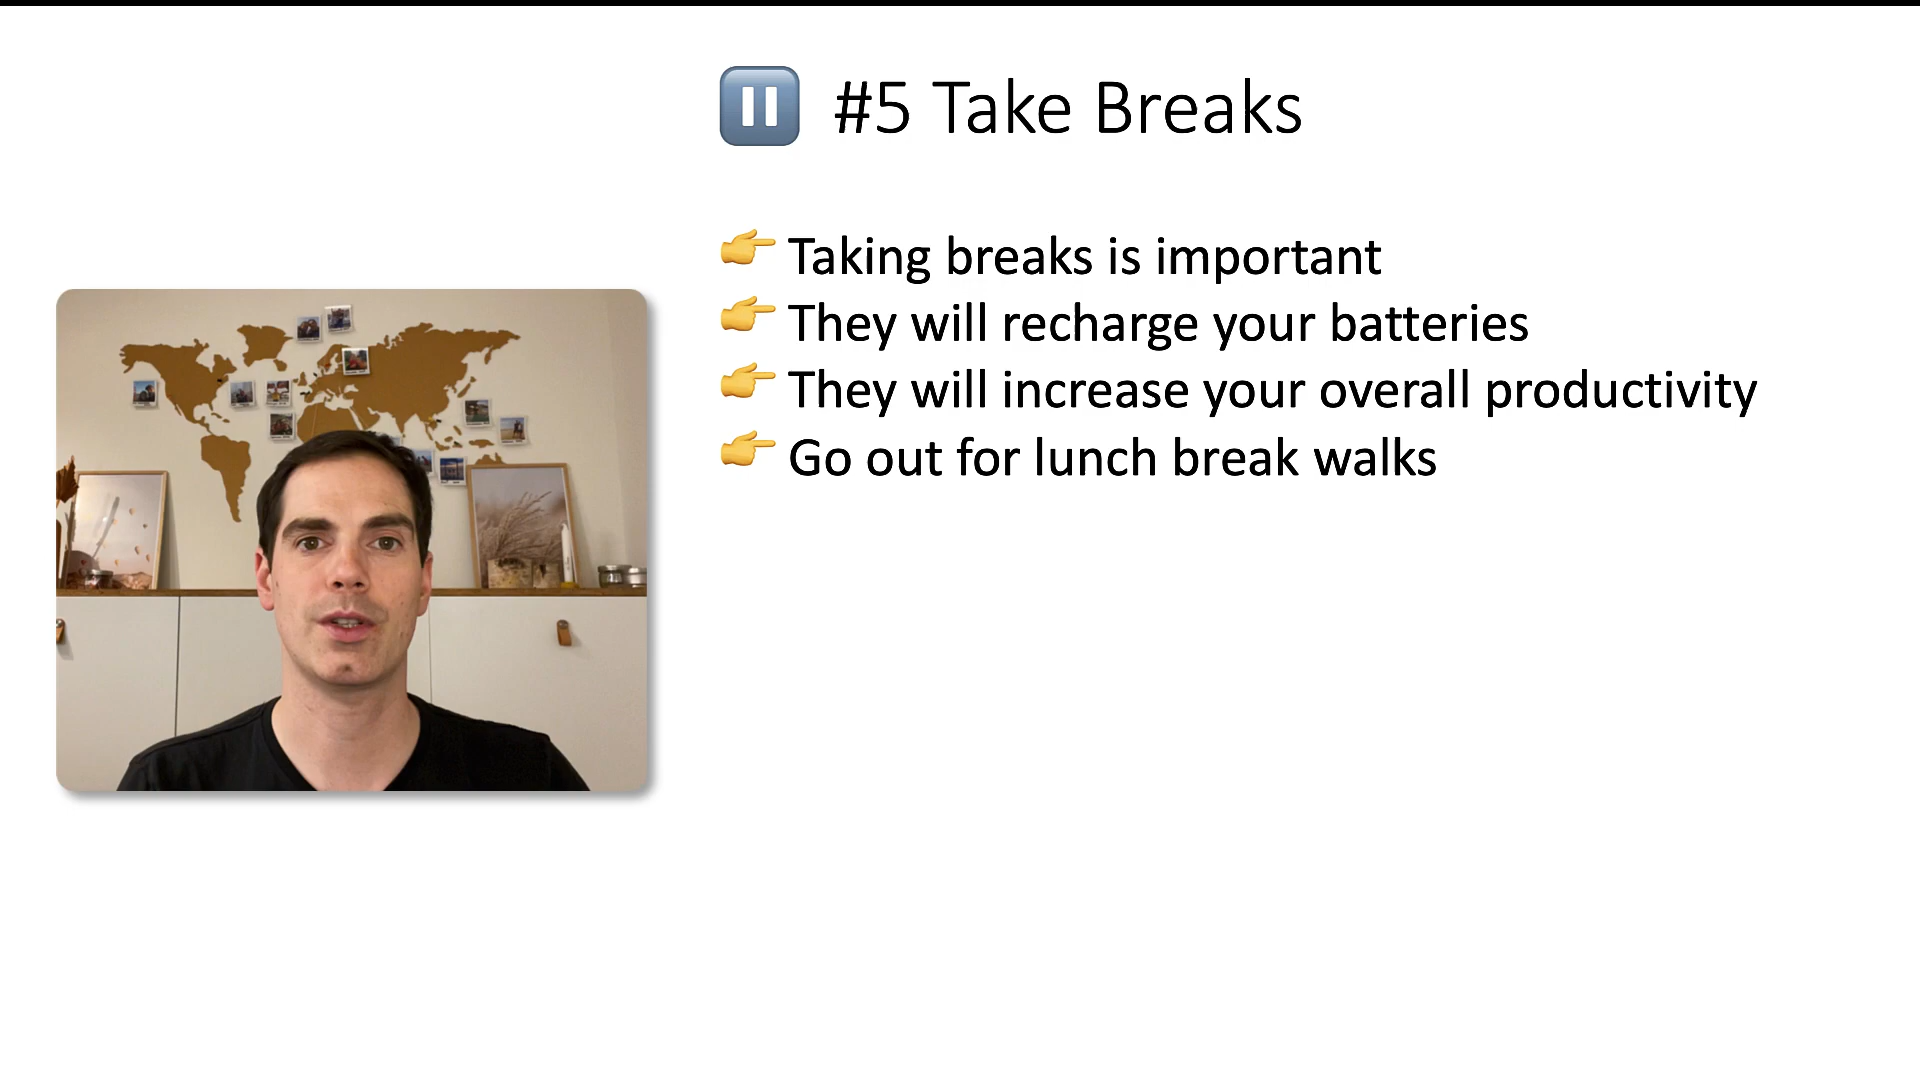 ⏸ #5 Take Breaks
👉 Taking breaks is important
👉 They will recharge your batteries
👉 They will increase your overall productivity
👉 Go out for lunch break walks